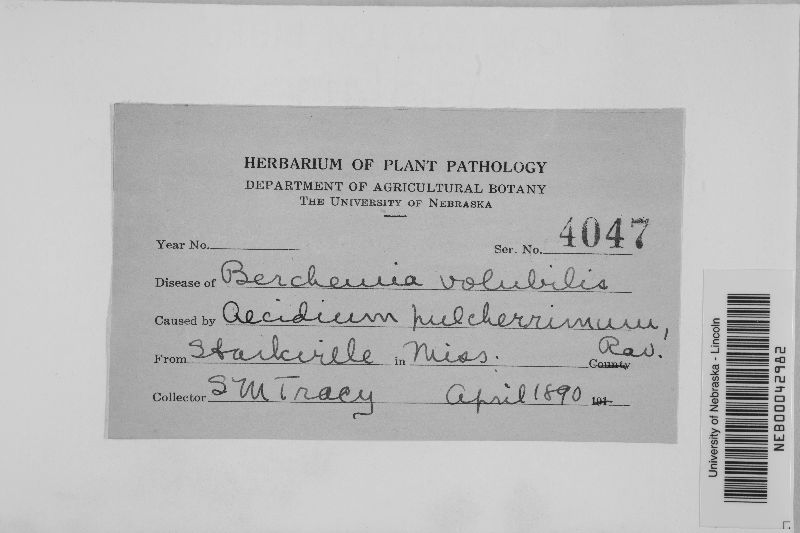 HERBARIUM OF PLANT PATHOLOGY
DEPARTMENT OF AGRICULTURAL BOTANY
THE UNIVERSITY OF NEBRASKA
Year No.
Ser. No. 4047
Disease of Berchemia volubilis
Caused by Aecidium pulcherrimum,
Rav.
From Starkville in Miss. County
Collector S M Tracy April 1890 191
University of Nebraska - Lincoln
NEB00042982